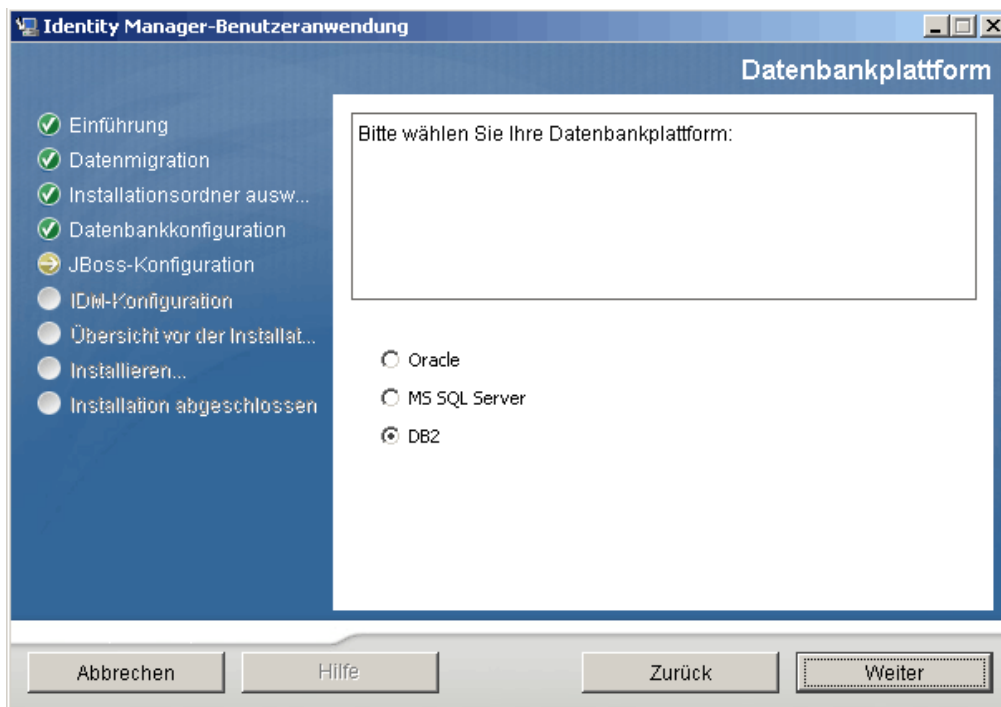 Identity Manager-Benutzeranwendung
Datenbankplattform
Einführung
Datenmigration
Installationsordner ausw...
Datenbankkonfiguration
JBoss-Konfiguration
IDM-Konfiguration
Übersicht vor der Installat...
Installieren...
Installation abgeschlossen
Bitte wählen Sie Ihre Datenbankplattform:
Oracle
MS SQL Server
DB2
Abbrechen
Hilfe
Zurück
Weiter